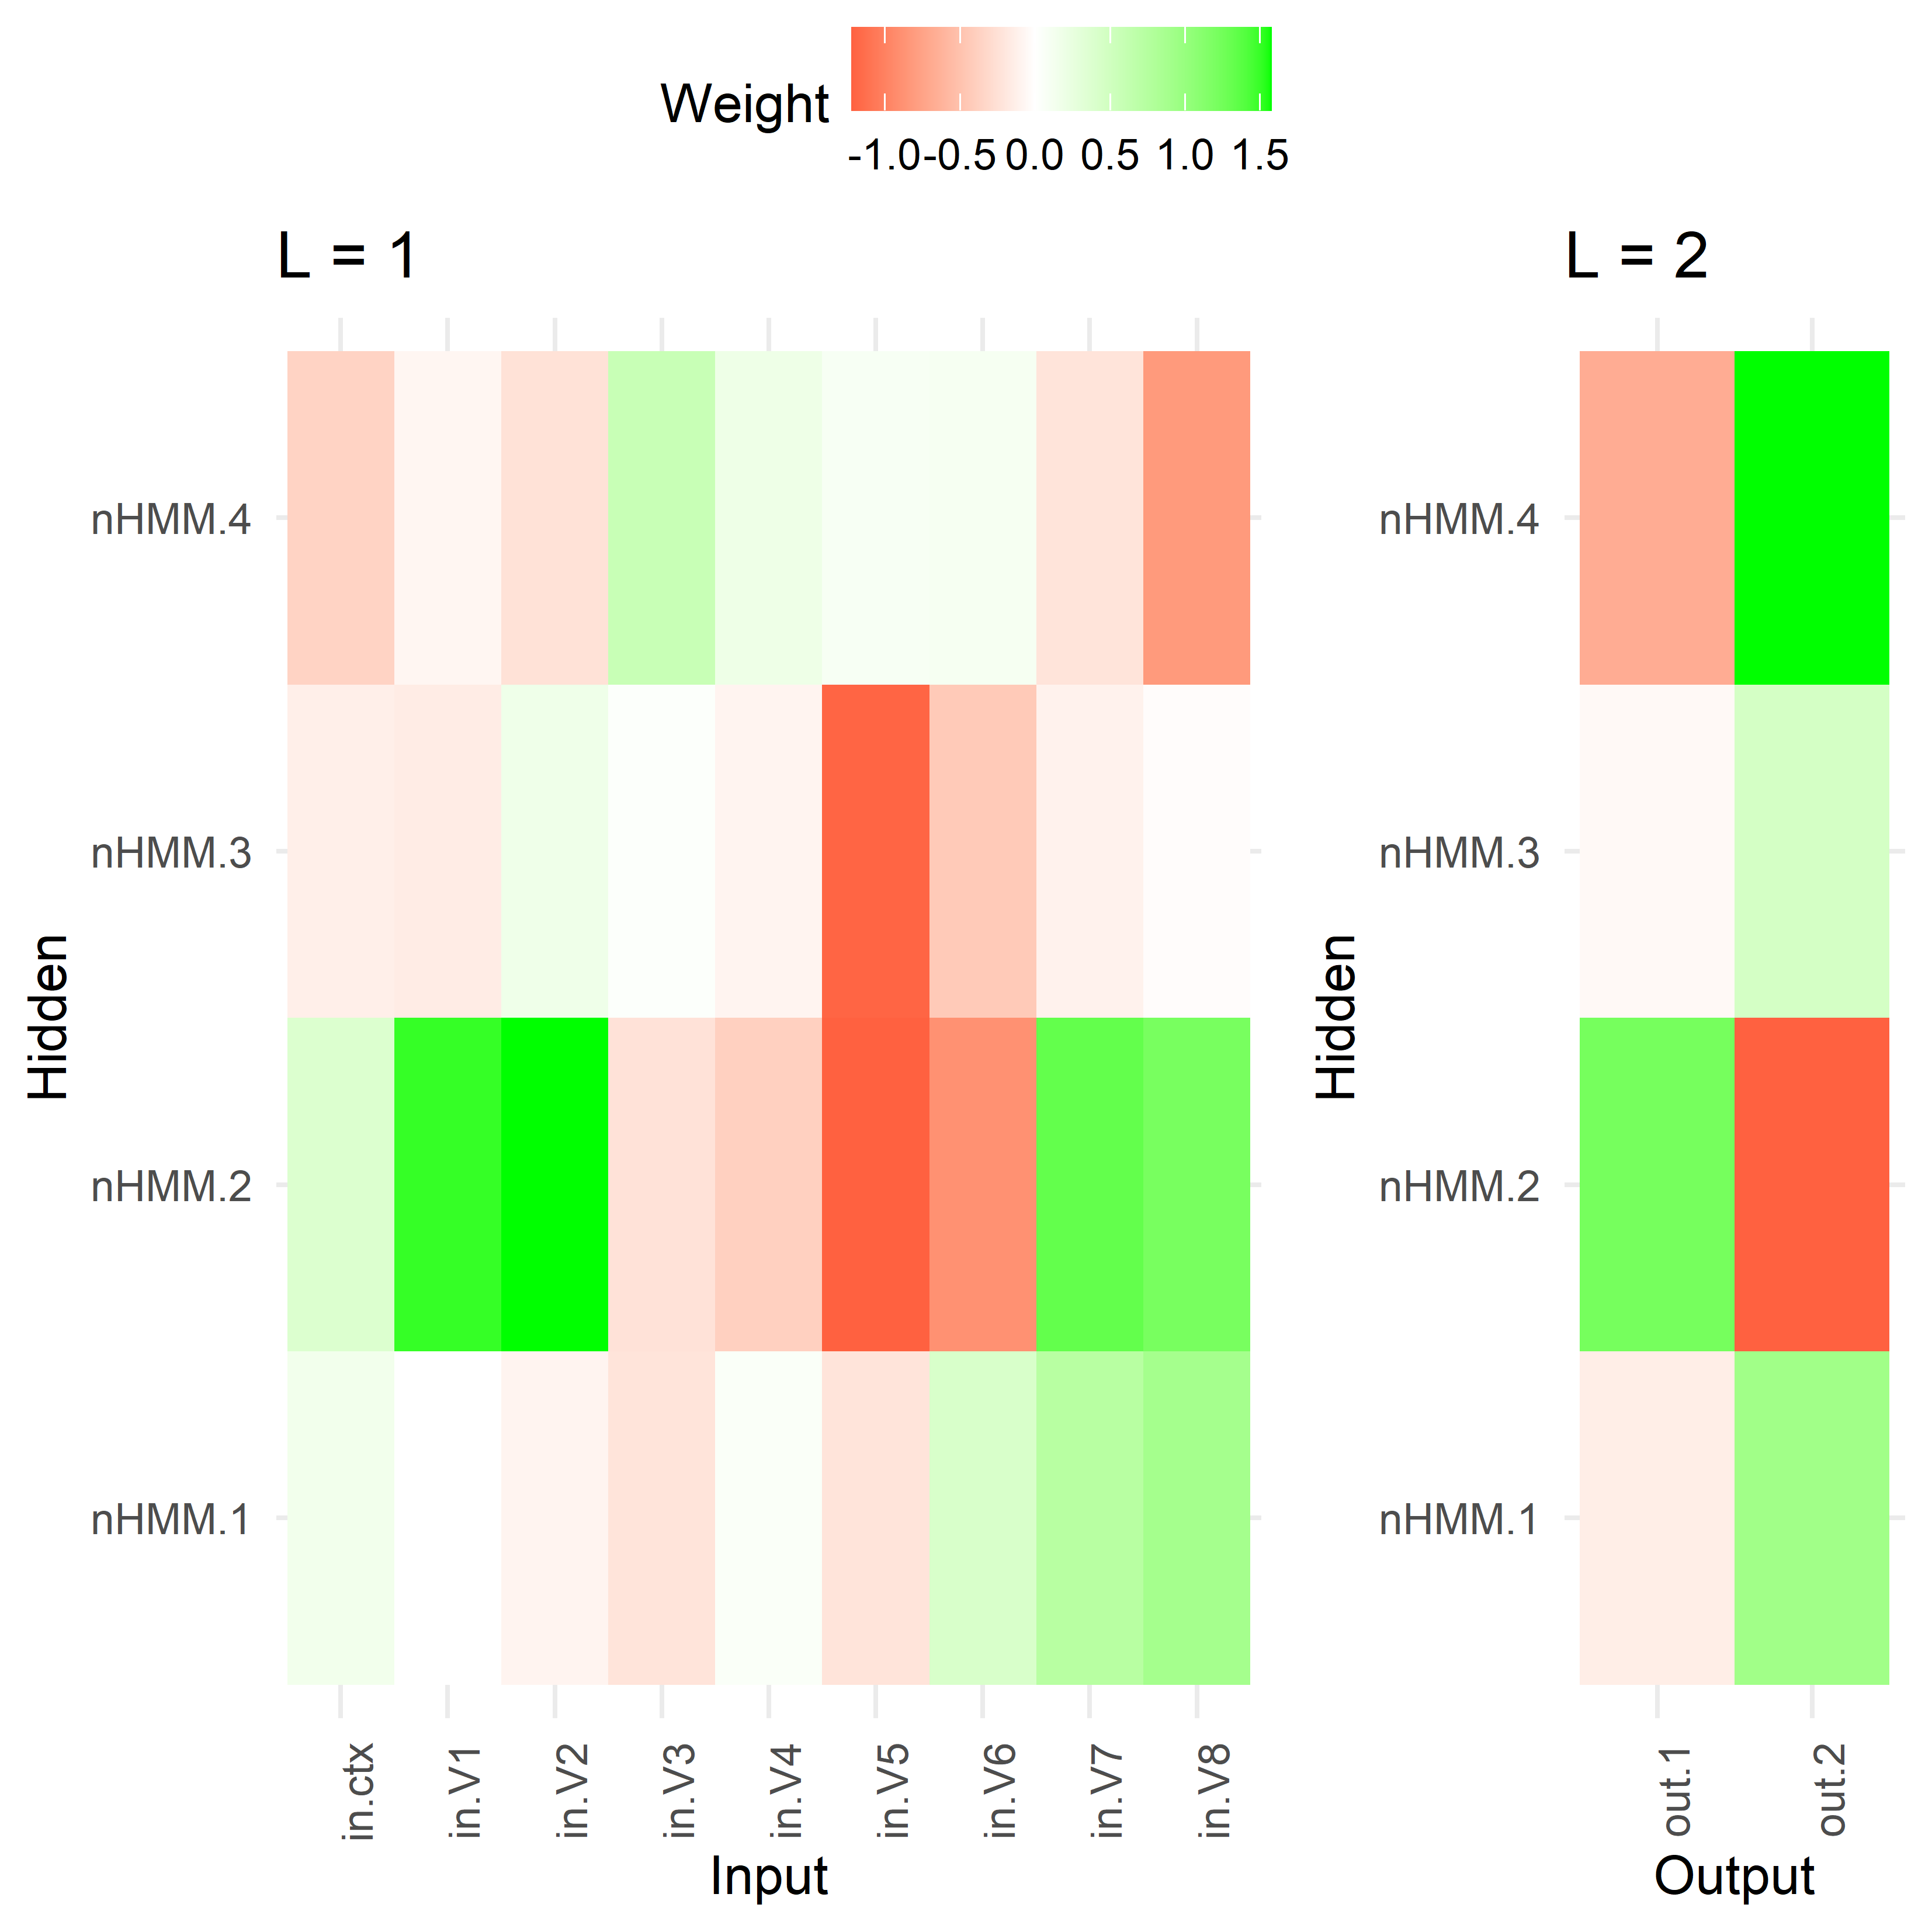 Weight
-1.0 -0.5 0.0 0.5 1.0 1.5
L = 1
nHMM.4
nHMM.3
nHMM.2
nHMM.1
Hidden
in.ctx in.V1 in.V2 in.V3 in.V4 in.V5 in.V6 in.V7 in.V8
Input
L = 2
nHMM.4
nHMM.3
nHMM.2
nHMM.1
Hidden
out.1 out.2
Output